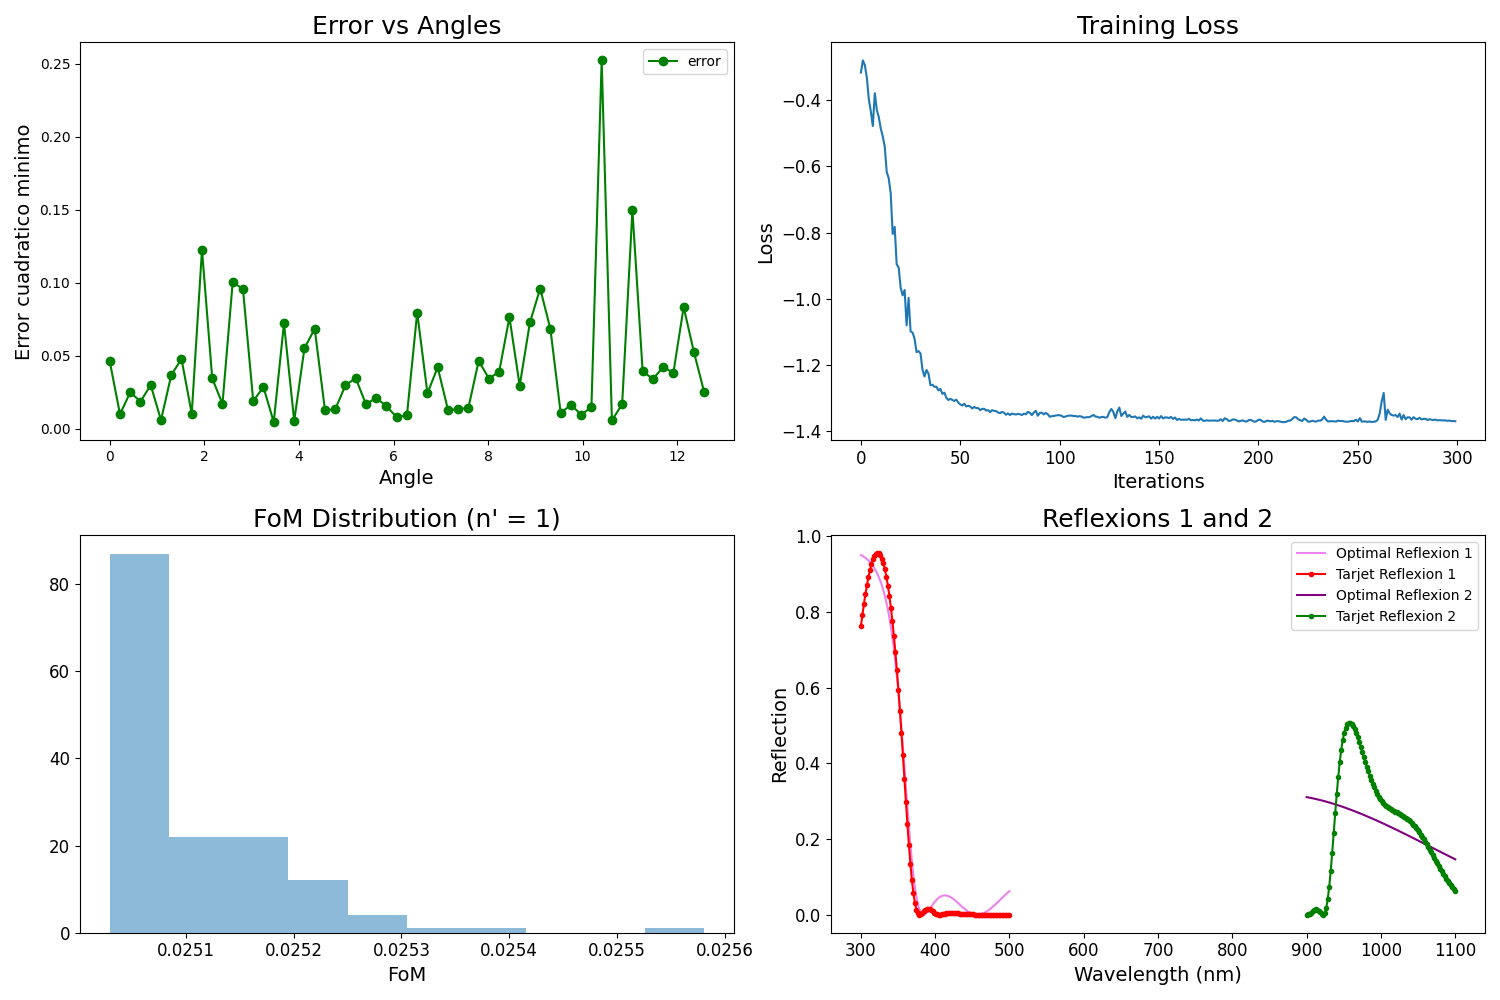 Error vs Angles
error
0.25
0.20
0.15
0.10
0.05
0.00
Error cuadratico minimo
0 2 4 6 8 10 12
Angle
Training Loss
−0.4
−0.6
−0.8
−1.0
−1.2
−1.4
Loss
0 50 100 150 200 250 300
Iterations
FoM Distribution (n' = 1)
80
60
40
20
0
0.0251 0.0252 0.0253 0.0254 0.0255 0.0256
FoM
Reflexions 1 and 2
Optimal Reflexion 1
Tarjet Reflexion 1
Optimal Reflexion 2
Tarjet Reflexion 2
1.0
0.8
0.6
0.4
0.2
0.0
Reflection
300 400 500 600 700 800 900 1000 1100
Wavelength (nm)